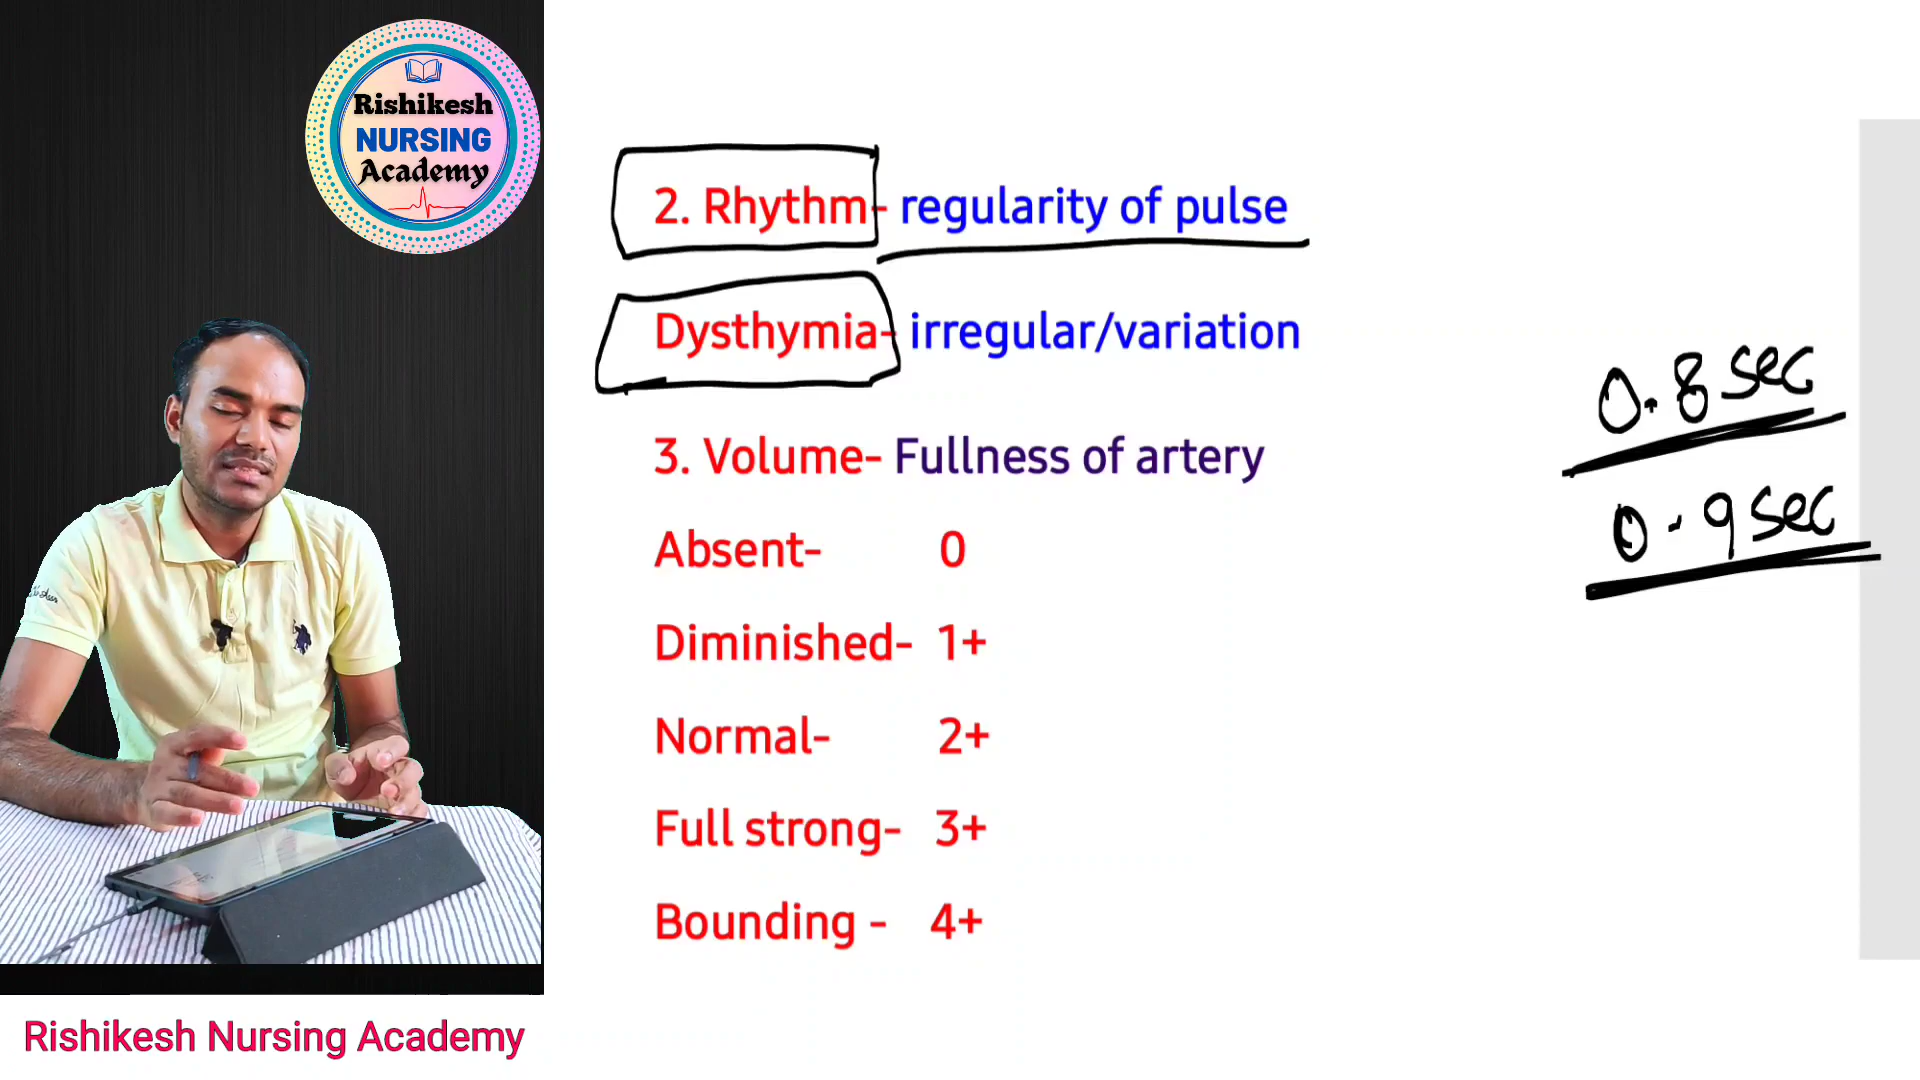 Rishikesh
NURSING
Academy
2. Rhythm- regularity of pulse
Dysthymia- irregular/variation
3. Volume- Fullness of artery
Absent- 0
Diminished- 1+
Normal- 2+
Full strong- 3+
Bounding - 4+
0.8 sec
0.9 sec
Rishikesh Nursing Academy